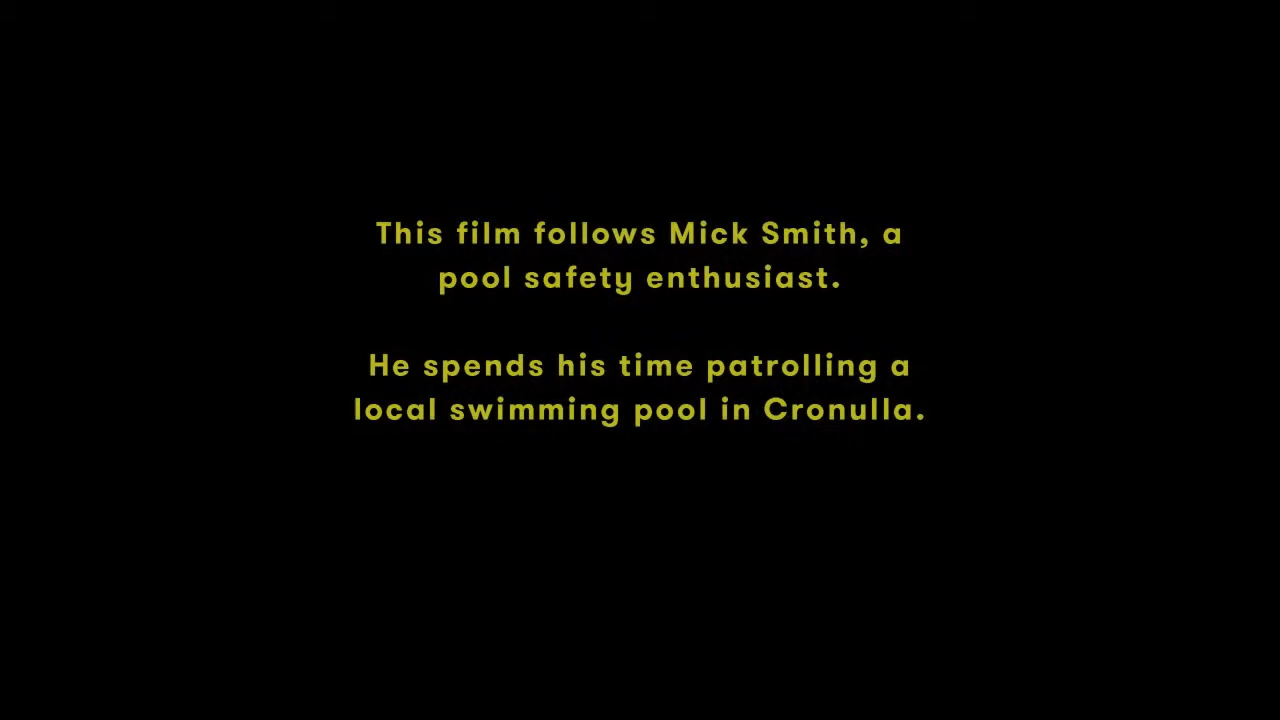 This film follows Mick Smith, a
pool safety enthusiast.
He spends his time patrolling a
local swimming pool in Cronulla.